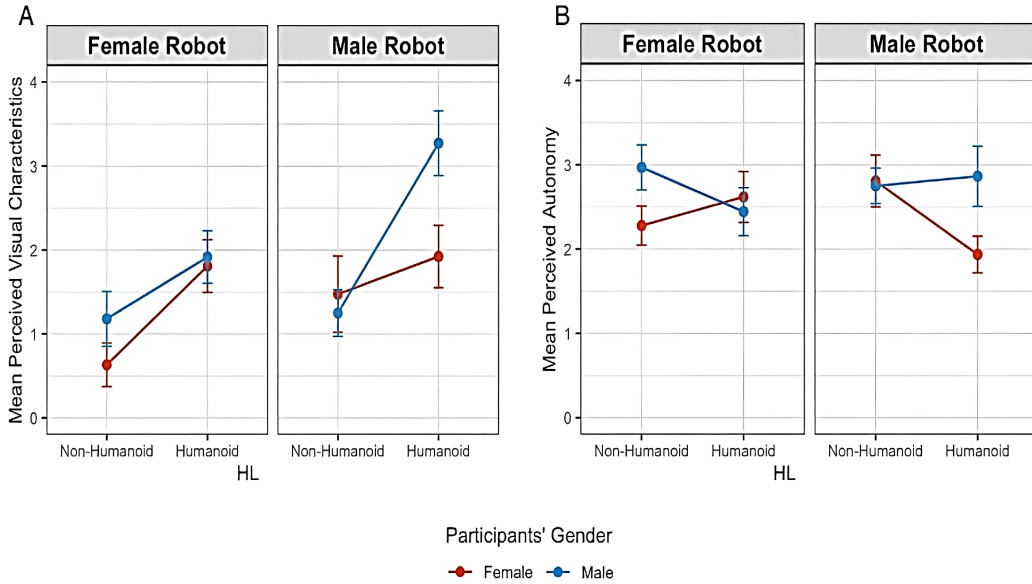 A
Female Robot
Male Robot
Mean Perceived Visual Characteristics
4
3
2
1
0
Non-Humanoid
Humanoid
Non-Humanoid
Humanoid
HL
B
Female Robot
Male Robot
Mean Perceived Autonomy
4
3
2
1
0
Non-Humanoid
Humanoid
Non-Humanoid
Humanoid
HL
Participants' Gender
Female
Male